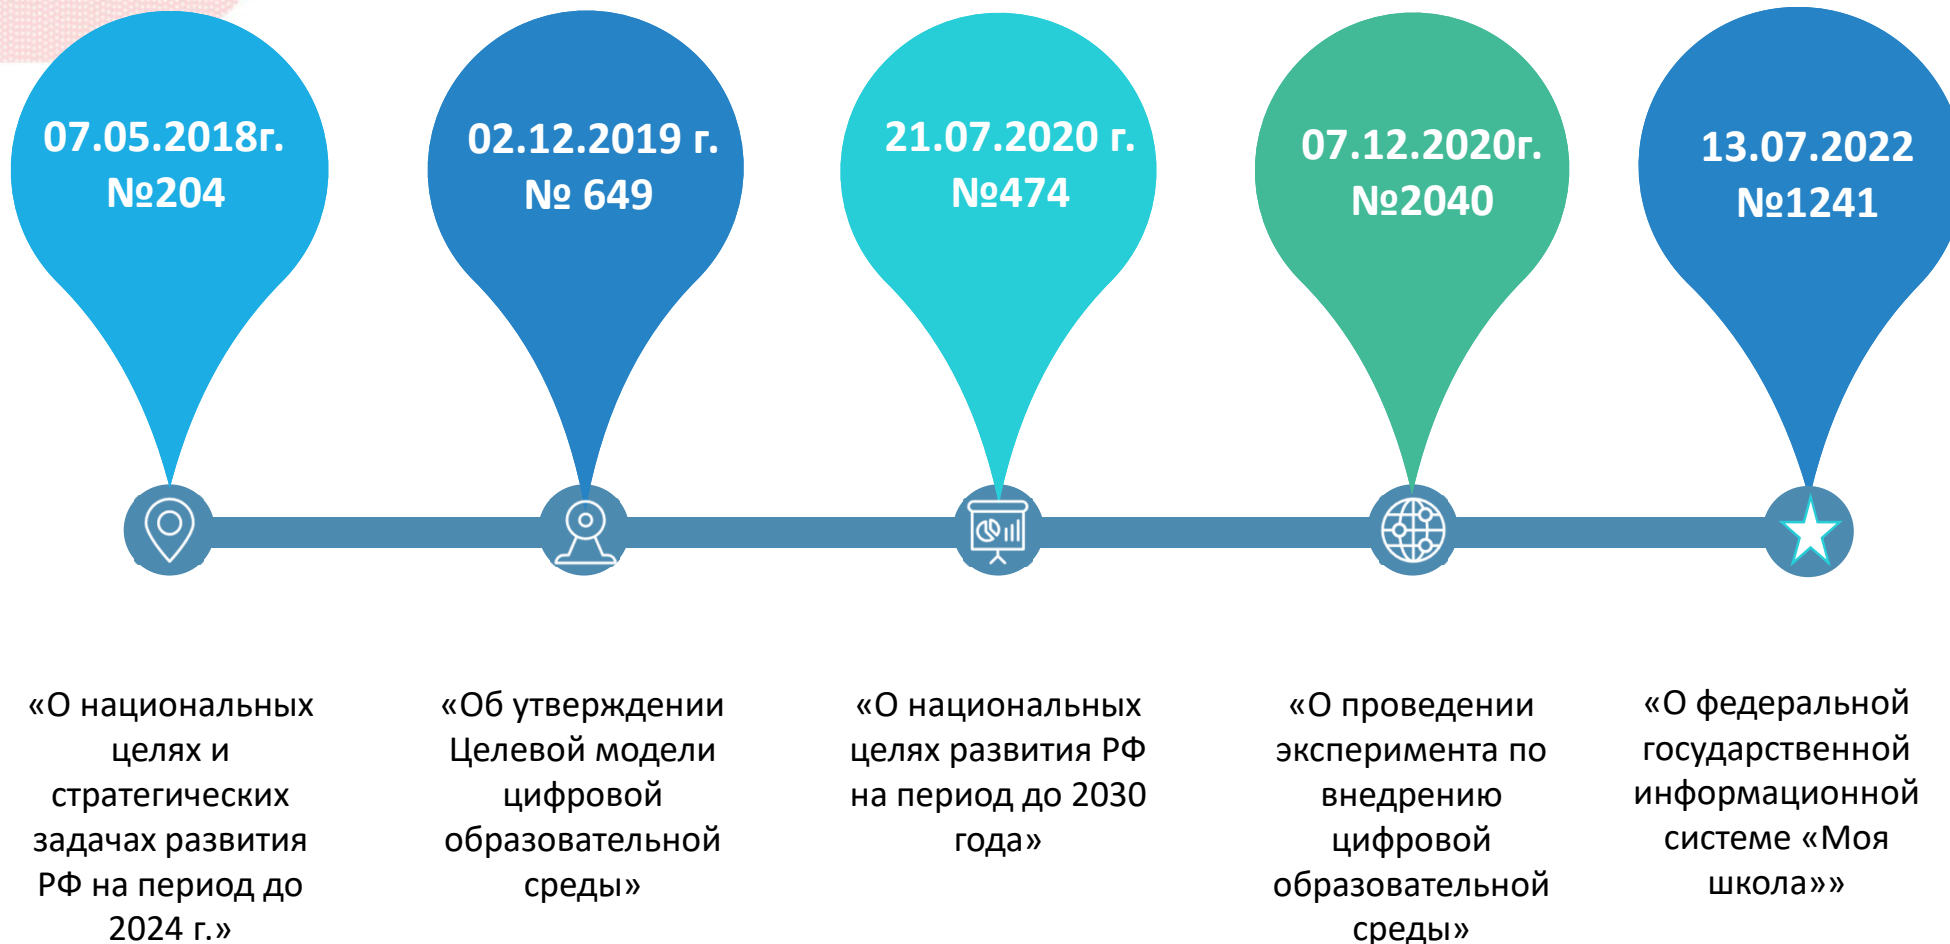 07.05.2018г.
№204
02.12.2019 г.
№ 649
21.07.2020 г.
№474
07.12.2020г.
№2040
13.07.2022
№1241
«О национальных
целях и
стратегических
задачах развития
РФ на период до
2024 г.»
«Об утверждении
Целевой модели
цифровой
образовательной
среды»
«О национальных
целях развития РФ
на период до 2030
года»
«О проведении
эксперимента по
внедрению
цифровой
образовательной
среды»
«О федеральной
государственной
информационной
системе «Моя
школа»»